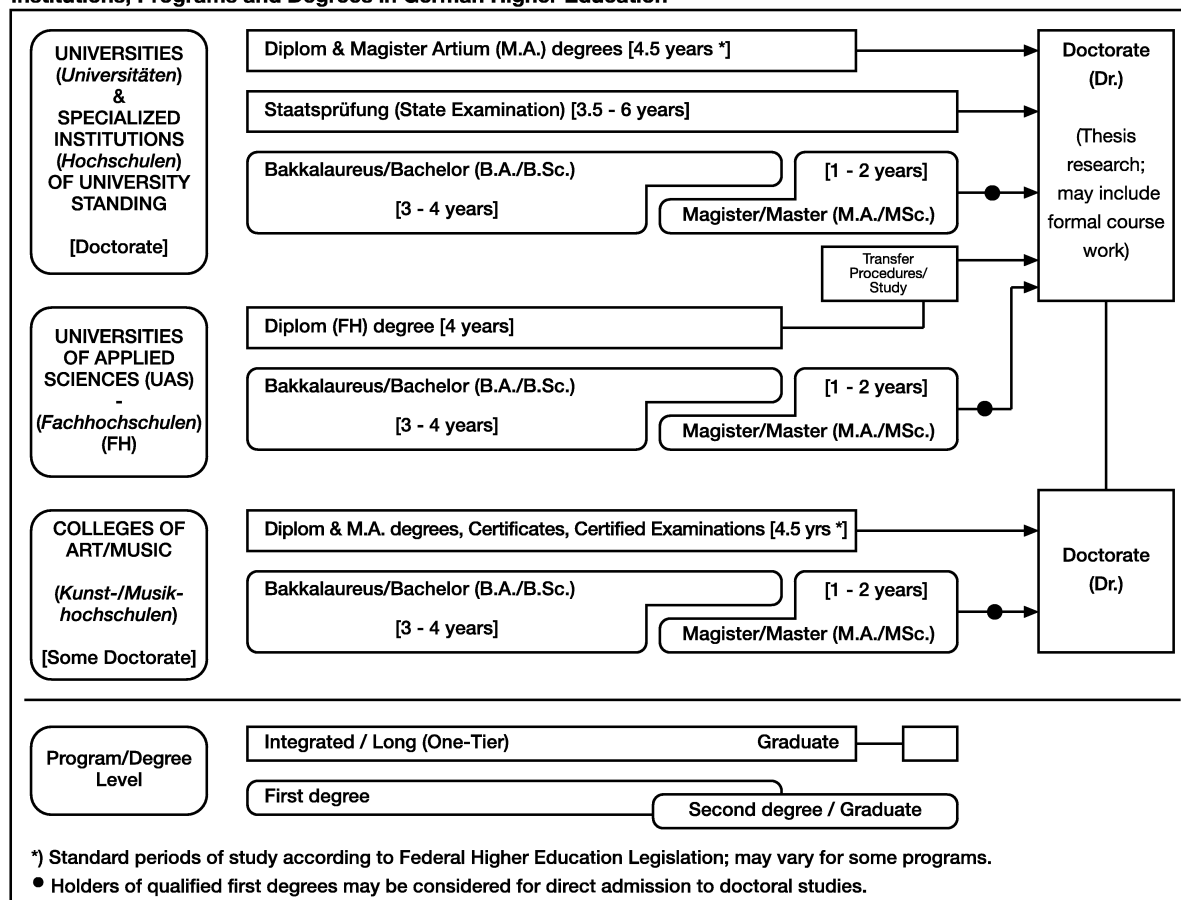 Institutions, Programs and Degrees in German Higher Education
UNIVERSITIES
(Universitäten)
&
SPECIALIZED
INSTITUTIONS
(Hochschulen)
OF UNIVERSITY
STANDING
[Doctorate]
Diplom & Magister Artium (M.A.) degrees [4.5 years *]
Staatsprüfung (State Examination) [3.5 - 6 years]
Bakkalaureus/Bachelor (B.A./B.Sc.)
[3 - 4 years]
[1 - 2 years]
Magister/Master (M.A./MSc.)
Doctorate
(Dr.)
(Thesis
research;
may include
formal course
work)
Transfer
Procedures/
Study
UNIVERSITIES
OF APPLIED
SCIENCES (UAS)
-
(Fachhochschulen)
(FH)
Diplom (FH) degree [4 years]
Bakkalaureus/Bachelor (B.A./B.Sc.)
[3 - 4 years]
[1 - 2 years]
Magister/Master (M.A./MSc.)
COLLEGES OF
ART/MUSIC
(Kunst-/Musik-
hochschulen)
[Some Doctorate]
Diplom & M.A. degrees, Certificates, Certified Examinations [4.5 yrs *]
Bakkalaureus/Bachelor (B.A./B.Sc.)
[3 - 4 years]
[1 - 2 years]
Magister/Master (M.A./MSc.)
Doctorate
(Dr.)
Program/Degree
Level
Integrated / Long (One-Tier)
Graduate
First degree
Second degree / Graduate
*) Standard periods of study according to Federal Higher Education Legislation; may vary for some programs.
● Holders of qualified first degrees may be considered for direct admission to doctoral studies.